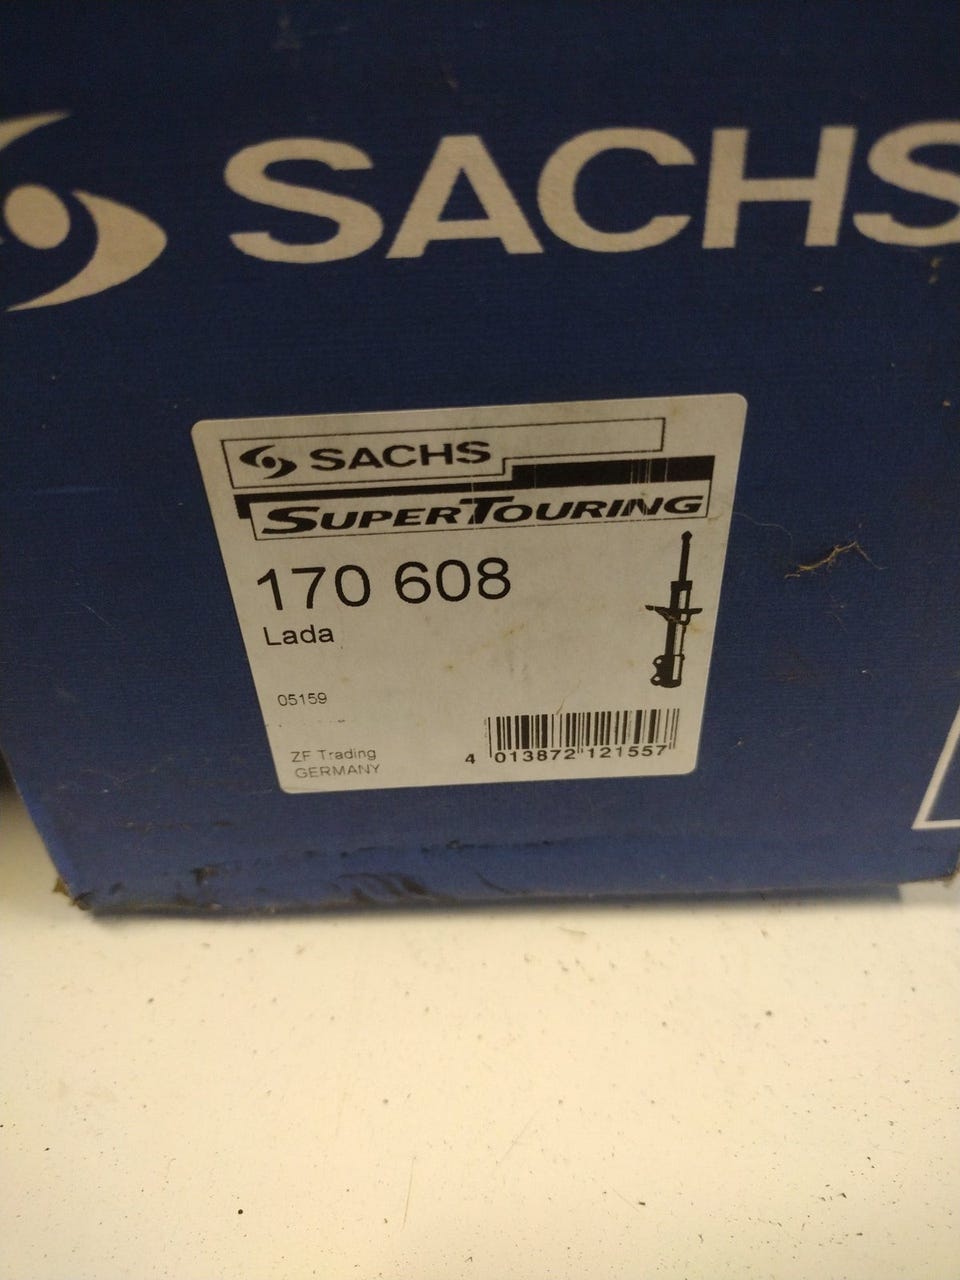 SACHS
SACHS
SUPERTOURING
170 608
Lada
05159
ZF Trading
GERMANY
4 013872 121557